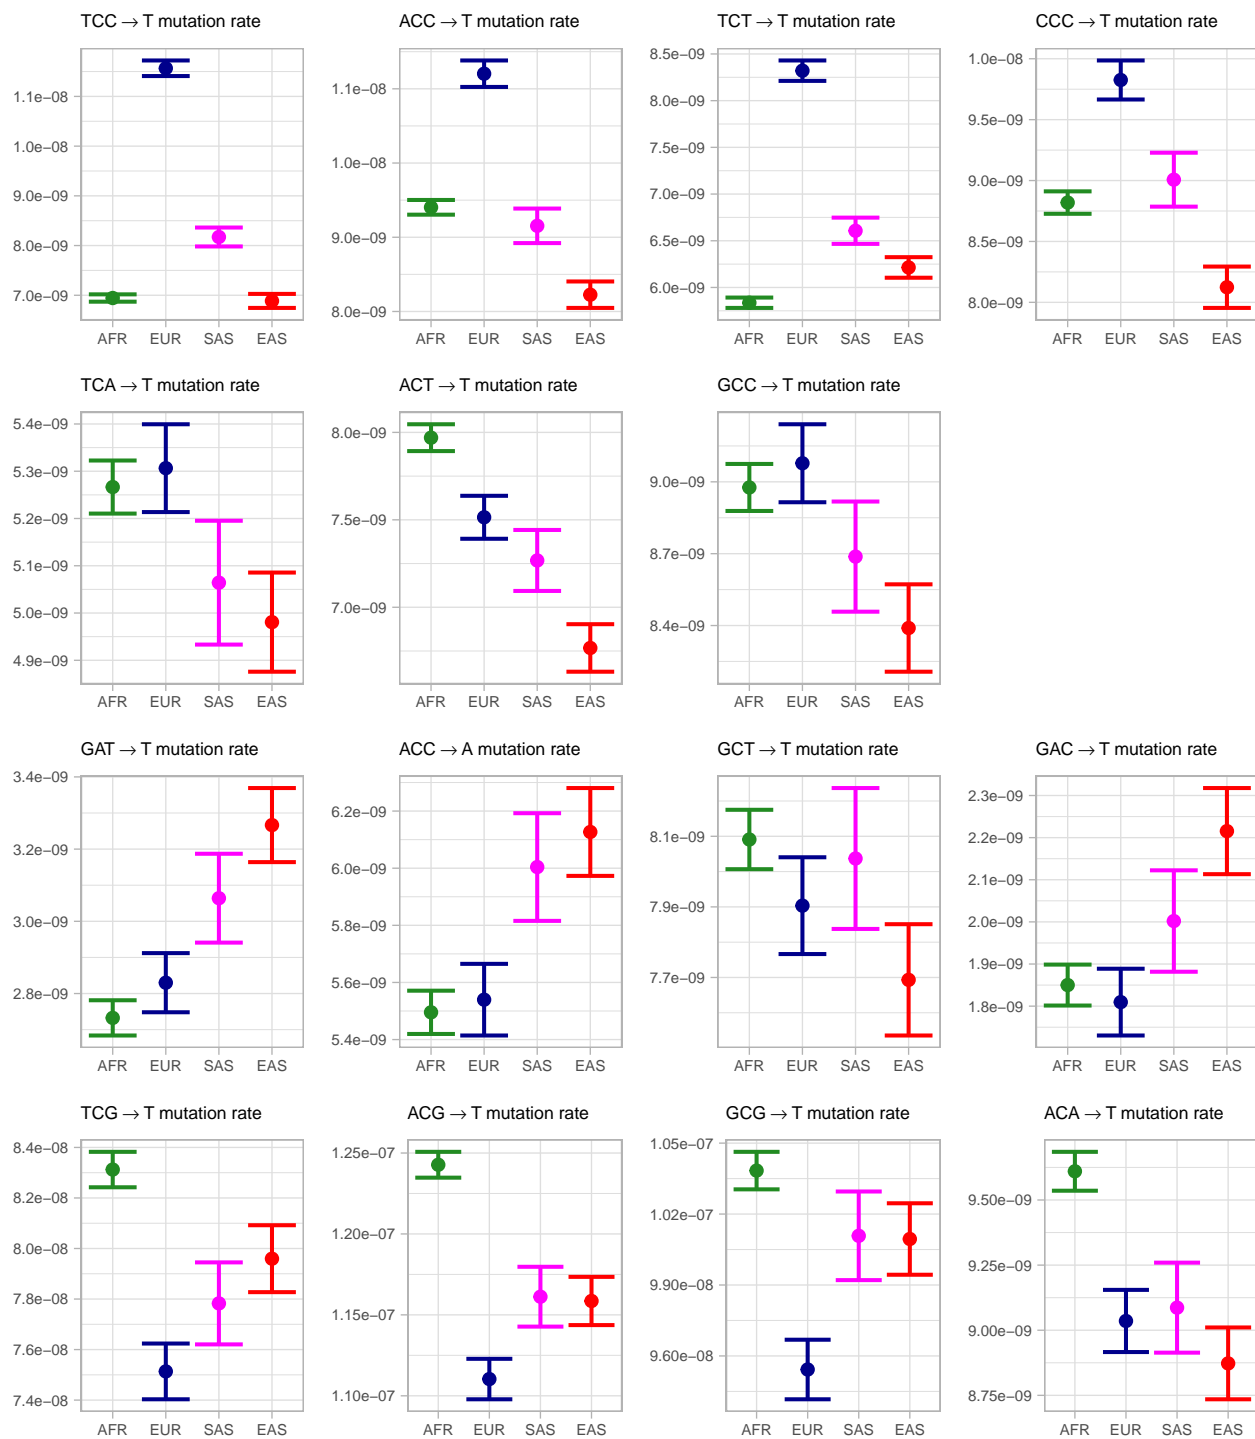 TCC → T mutation rate
1.1e−08
1.0e−08
9.0e−09
8.0e−09
7.0e−09
AFR EUR SAS EAS
ACC → T mutation rate
1.1e−08
1.0e−08
9.0e−09
8.0e−09
AFR EUR SAS EAS
TCT → T mutation rate
8.5e−09
8.0e−09
7.5e−09
7.0e−09
6.5e−09
6.0e−09
AFR EUR SAS EAS
CCC → T mutation rate
1.0e−08
9.5e−09
9.0e−09
8.5e−09
8.0e−09
AFR EUR SAS EAS
TCA → T mutation rate
5.4e−09
5.3e−09
5.2e−09
5.1e−09
5.0e−09
4.9e−09
AFR EUR SAS EAS
ACT → T mutation rate
8.0e−09
7.5e−09
7.0e−09
AFR EUR SAS EAS
GCC → T mutation rate
9.0e−09
8.7e−09
8.4e−09
AFR EUR SAS EAS
GAT → T mutation rate
3.4e−09
3.2e−09
3.0e−09
2.8e−09
AFR EUR SAS EAS
ACC → A mutation rate
6.2e−09
6.0e−09
5.8e−09
5.6e−09
5.4e−09
AFR EUR SAS EAS
GCT → T mutation rate
8.1e−09
7.9e−09
7.7e−09
AFR EUR SAS EAS
GAC → T mutation rate
2.3e−09
2.2e−09
2.1e−09
2.0e−09
1.9e−09
1.8e−09
AFR EUR SAS EAS
TCG → T mutation rate
8.4e−08
8.2e−08
8.0e−08
7.8e−08
7.6e−08
7.4e−08
AFR EUR SAS EAS
ACG → T mutation rate
1.25e−07
1.20e−07
1.15e−07
1.10e−07
AFR EUR SAS EAS
GCG → T mutation rate
1.05e−07
1.02e−07
9.90e−08
9.60e−08
AFR EUR SAS EAS
ACA → T mutation rate
9.50e−09
9.25e−09
9.00e−09
8.75e−09
AFR EUR SAS EAS